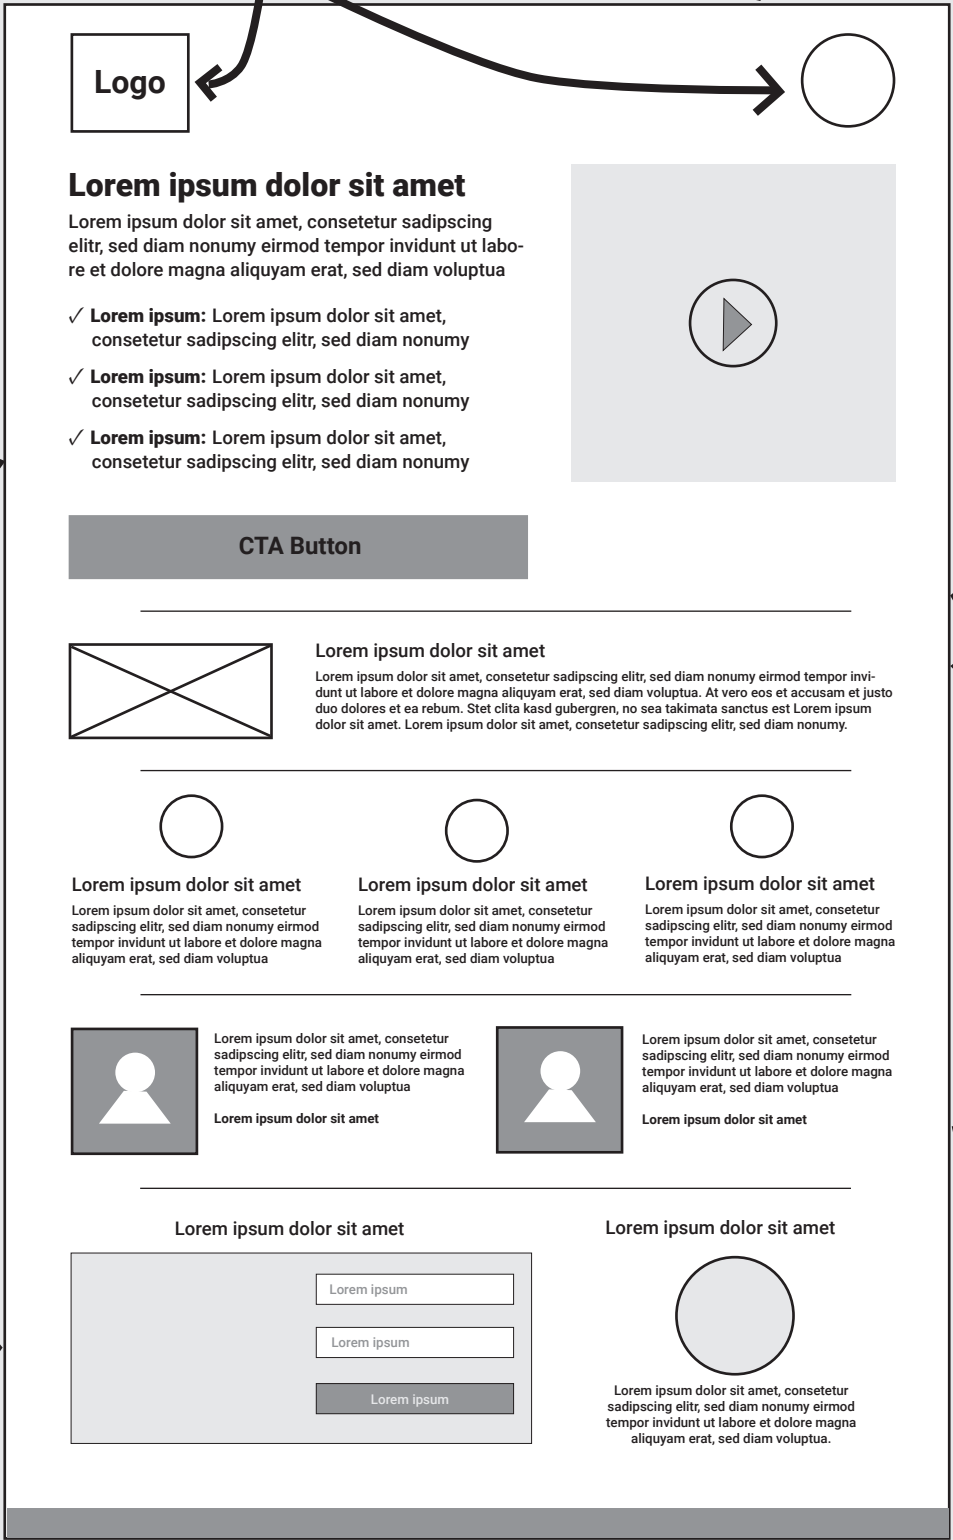 Logo
Lorem ipsum dolor sit amet
Lorem ipsum dolor sit amet, consetetur sadipscing
elitr, sed diam nonumy eirmod tempor invidunt ut labo-
re et dolore magna aliquyam erat, sed diam voluptua
✓ Lorem ipsum: Lorem ipsum dolor sit amet,
consetetur sadipscing elitr, sed diam nonumy
✓ Lorem ipsum: Lorem ipsum dolor sit amet,
consetetur sadipscing elitr, sed diam nonumy
✓ Lorem ipsum: Lorem ipsum dolor sit amet,
consetetur sadipscing elitr, sed diam nonumy
CTA Button
Lorem ipsum dolor sit amet
Lorem ipsum dolor sit amet, consetetur sadipscing elitr, sed diam nonumy eirmod tempor invi-
dunt ut labore et dolore magna aliquyam erat, sed diam voluptua. At vero eos et accusam et justo
duo dolores et ea rebum. Stet clita kasd gubergren, no sea takimata sanctus est Lorem ipsum
dolor sit amet. Lorem ipsum dolor sit amet, consetetur sadipscing elitr, sed diam nonumy.
Lorem ipsum dolor sit amet
Lorem ipsum dolor sit amet, consetetur
sadipscing elitr, sed diam nonumy eirmod
tempor invidunt ut labore et dolore magna
aliquyam erat, sed diam voluptua
Lorem ipsum dolor sit amet
Lorem ipsum dolor sit amet, consetetur
sadipscing elitr, sed diam nonumy eirmod
tempor invidunt ut labore et dolore magna
aliquyam erat, sed diam voluptua
Lorem ipsum dolor sit amet
Lorem ipsum dolor sit amet, consetetur
sadipscing elitr, sed diam nonumy eirmod
tempor invidunt ut labore et dolore magna
aliquyam erat, sed diam voluptua
Lorem ipsum dolor sit amet, consetetur
sadipscing elitr, sed diam nonumy eirmod
tempor invidunt ut labore et dolore magna
aliquyam erat, sed diam voluptua
Lorem ipsum dolor sit amet
Lorem ipsum dolor sit amet, consetetur
sadipscing elitr, sed diam nonumy eirmod
tempor invidunt ut labore et dolore magna
aliquyam erat, sed diam voluptua
Lorem ipsum dolor sit amet
Lorem ipsum dolor sit amet
Lorem ipsum
Lorem ipsum
Lorem ipsum
Lorem ipsum dolor sit amet
Lorem ipsum dolor sit amet, consetetur
sadipscing elitr, sed diam nonumy eirmod
tempor invidunt ut labore et dolore magna
aliquyam erat, sed diam voluptua.